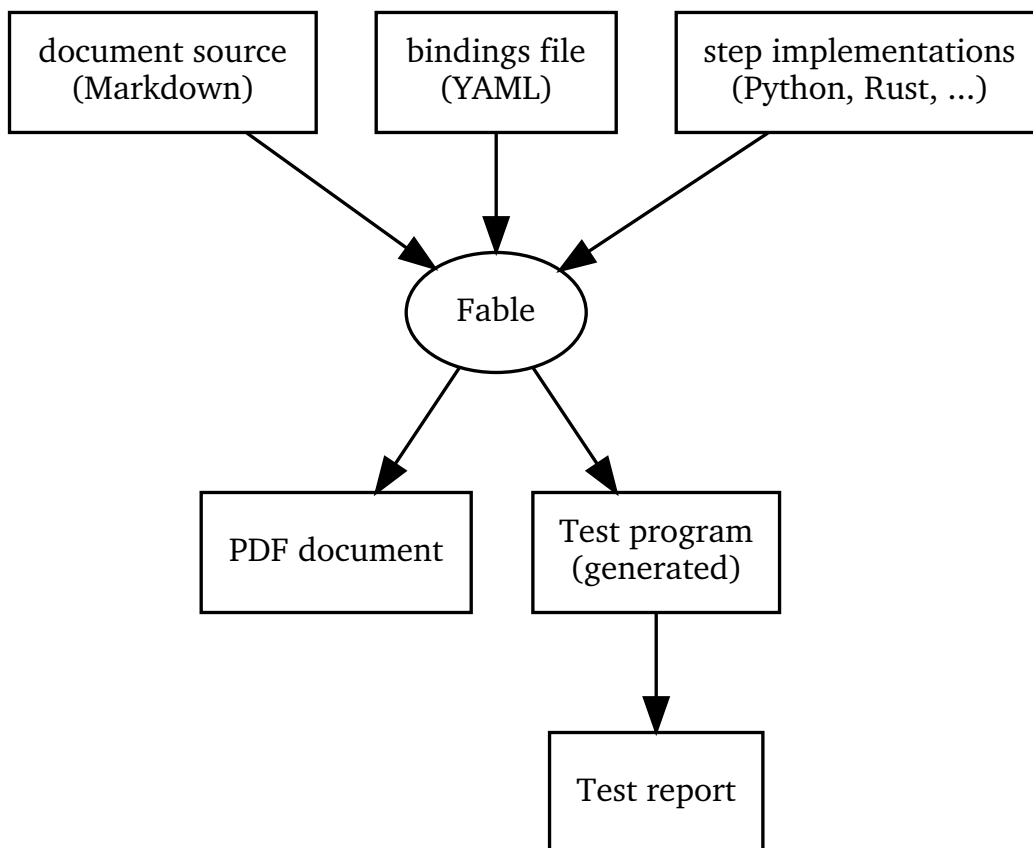 document source
(Markdown)
bindings file
(YAML)
step implementations
(Python, Rust, ...)
Fable
PDF document
Test program
(generated)
Test report